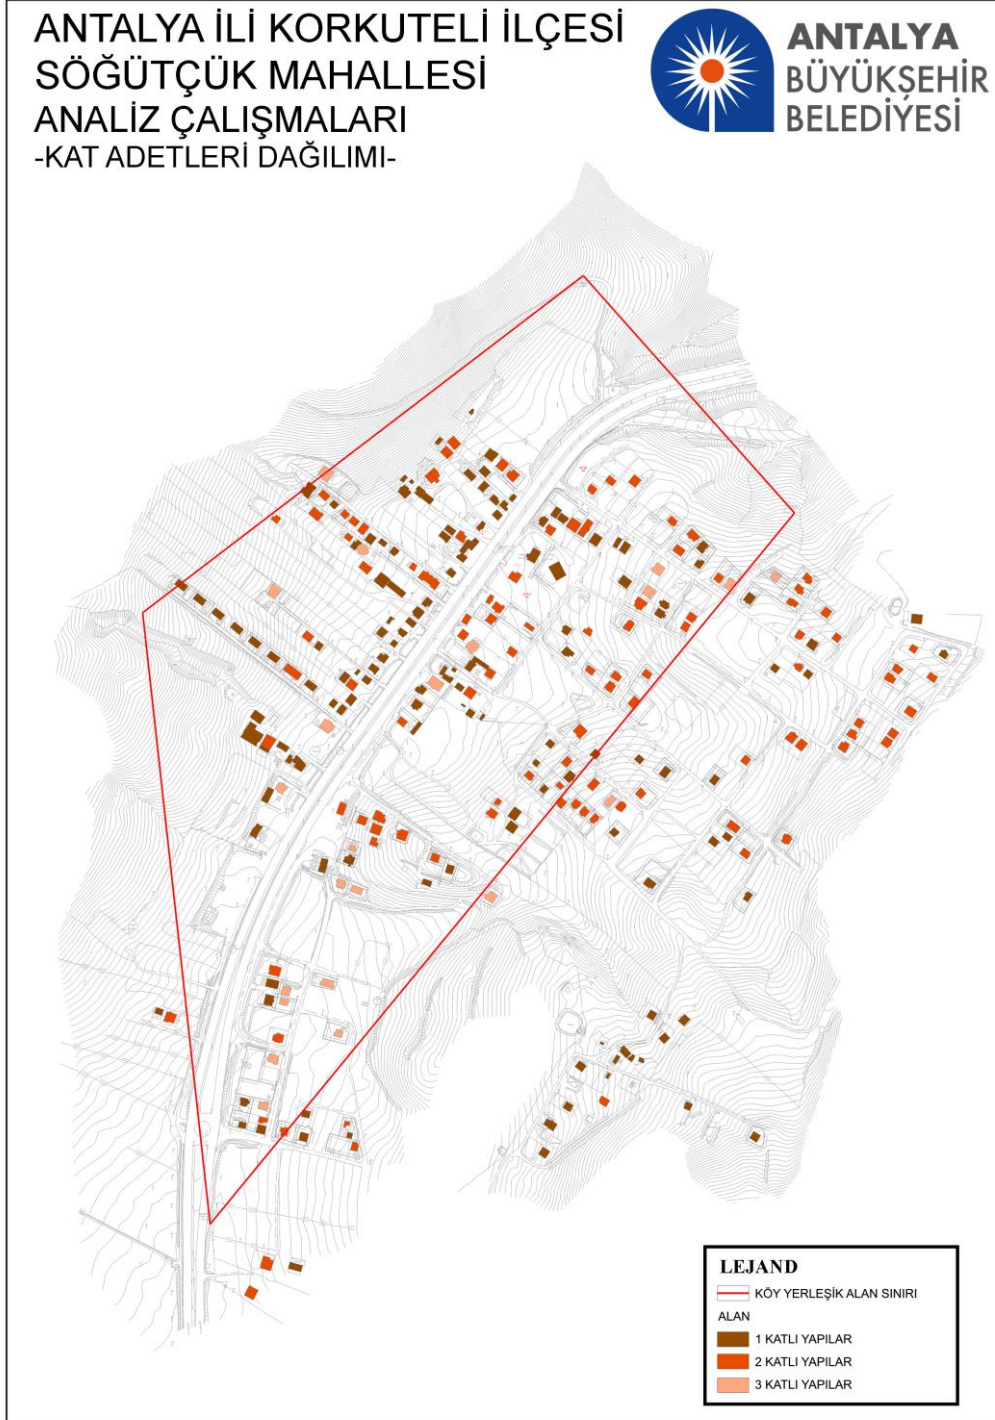 ANTALYA İLİ KORKUTELİ İLÇESİ
SÖĞÜTÇÜK MAHALLESİ
ANALİZ ÇALIŞMALARI
-KAT ADETLERİ DAĞILIMI-
ANTALYA
BÜYÜKŞEHİR
BELEDİYESİ
LEJAND
KÖY YERLEŞİK ALAN SINIRI
ALAN
1 KATLI YAPILAR
2 KATLI YAPILAR
3 KATLI YAPILAR